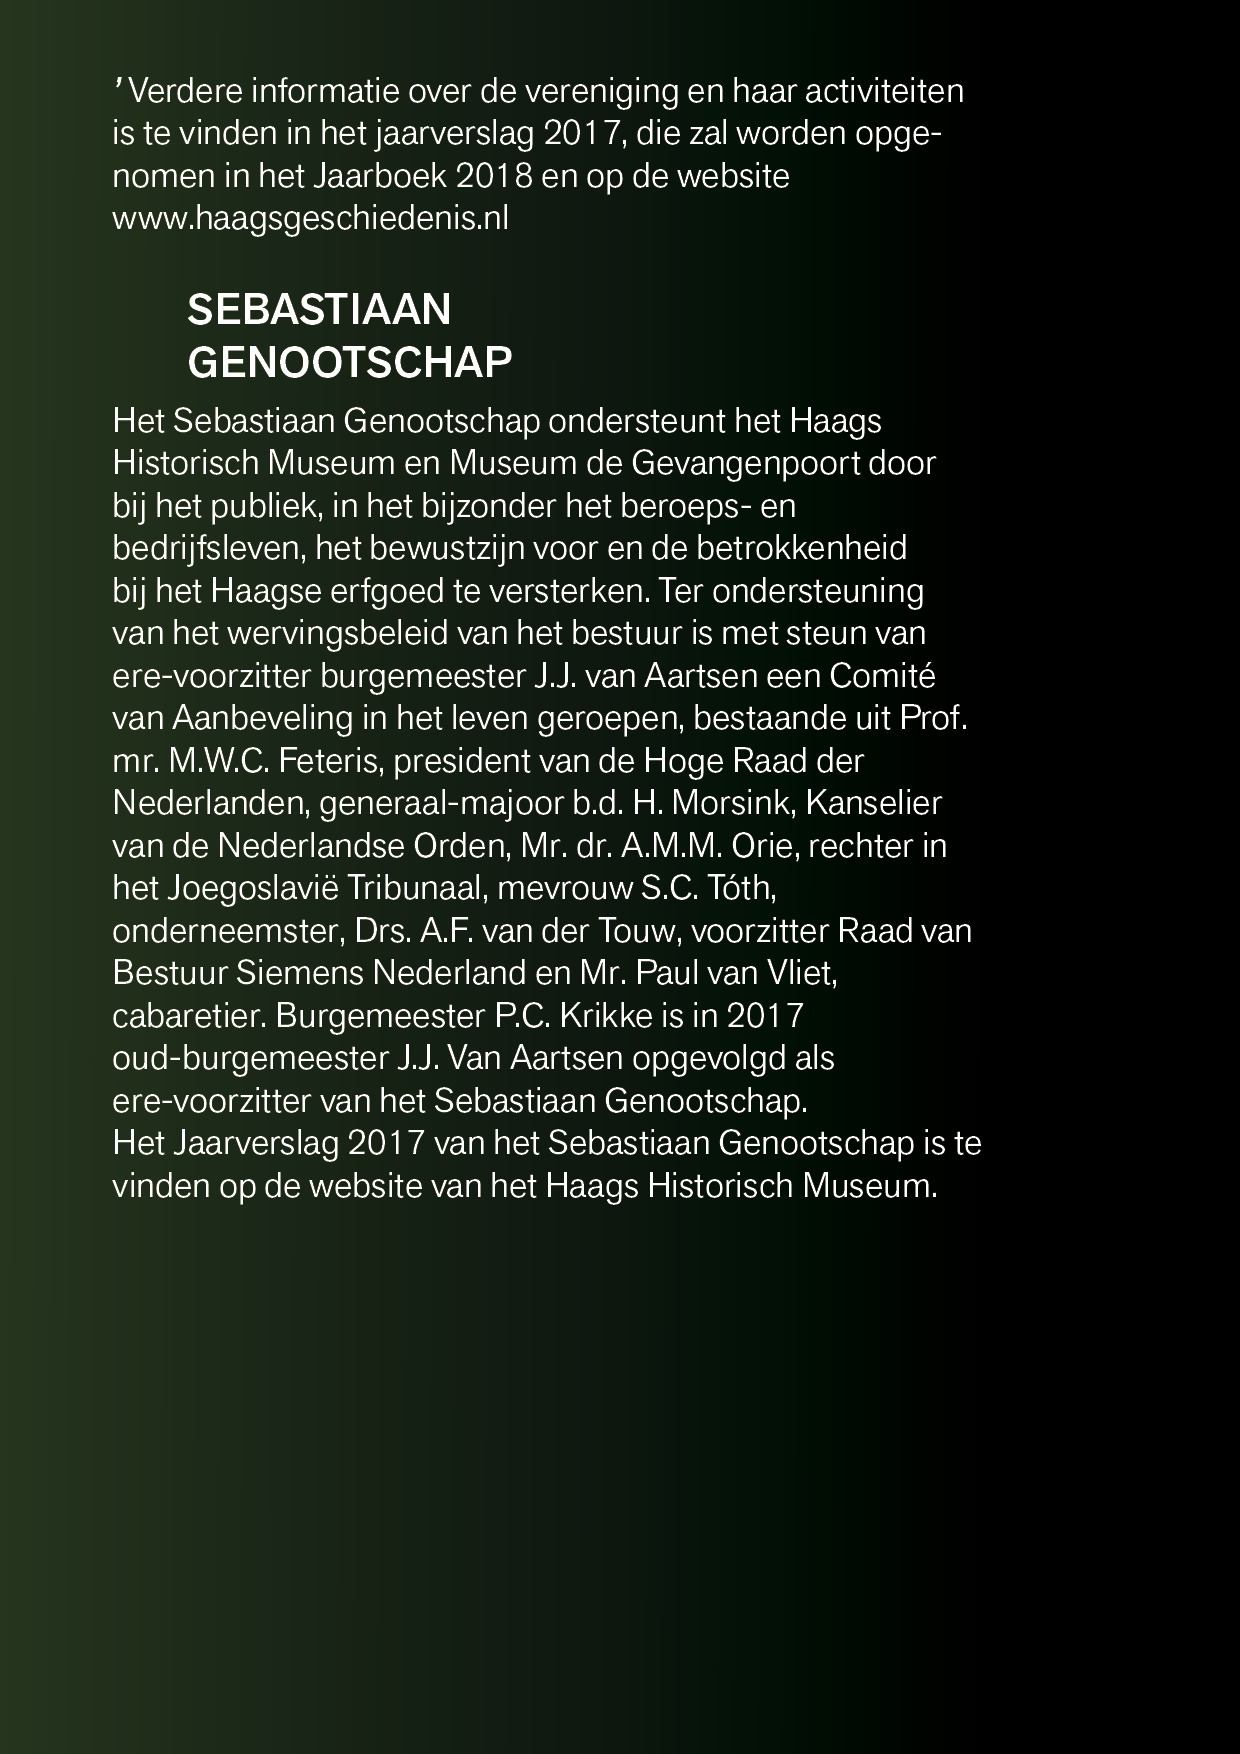 ’ Verdere informatie over de vereniging en haar activiteiten
is te vinden in het jaarverslag 2017, die zal worden opge-
nomen in het Jaarboek 2018 en op de website
www.haagsgeschiedenis.nl
SEBASTIAAN
GENOOTSCHAP
Het Sebastiaan Genootschap ondersteunt het Haags
Historisch Museum en Museum de Gevangenpoort door
bij het publiek, in het bijzonder het beroeps- en
bedrijfsleven, het bewustzijn voor en de betrokkenheid
bij het Haagse erfgoed te versterken. Ter ondersteuning
van het wervingsbeleid van het bestuur is met steun van
ere-voorzitter burgemeester J.J. van Aartsen een Comité
van Aanbeveling in het leven geroepen, bestaande uit Prof.
mr. M.W.C. Feteris, president van de Hoge Raad der
Nederlanden, generaal-majoor b.d. H. Morsink, Kanselier
van de Nederlandse Orden, Mr. dr. A.M.M. Orie, rechter in
het Joegoslavië Tribunaal, mevrouw S.C. Tóth,
onderneemster, Drs. A.F. van der Touw, voorzitter Raad van
Bestuur Siemens Nederland en Mr. Paul van Vliet,
cabaretier. Burgemeester P.C. Krikke is in 2017
oud-burgemeester J.J. Van Aartsen opgevolgd als
ere-voorzitter van het Sebastiaan Genootschap.
Het Jaarverslag 2017 van het Sebastiaan Genootschap is te
vinden op de website van het Haags Historisch Museum.